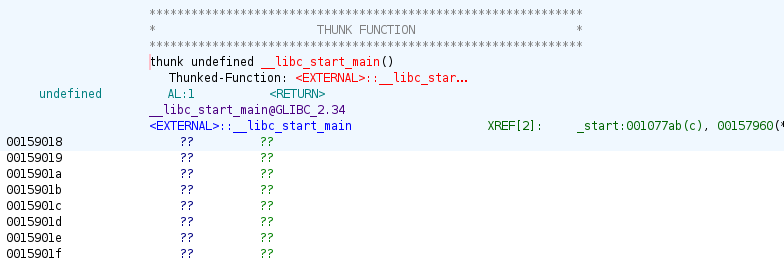 **************************************************************
* THUNK FUNCTION *
**************************************************************
thunk undefined __libc_start_main()
Thunked-Function: <EXTERNAL>::__libc_star...
undefined AL:1 <RETURN>
__libc_start_main@GLIBC_2.34
<EXTERNAL>::__libc_start_main XREF[2]: _start:001077ab(c), 00157960(*
00159018 ?? ??
00159019 ?? ??
0015901a ?? ??
0015901b ?? ??
0015901c ?? ??
0015901d ?? ??
0015901e ?? ??
0015901f ?? ??